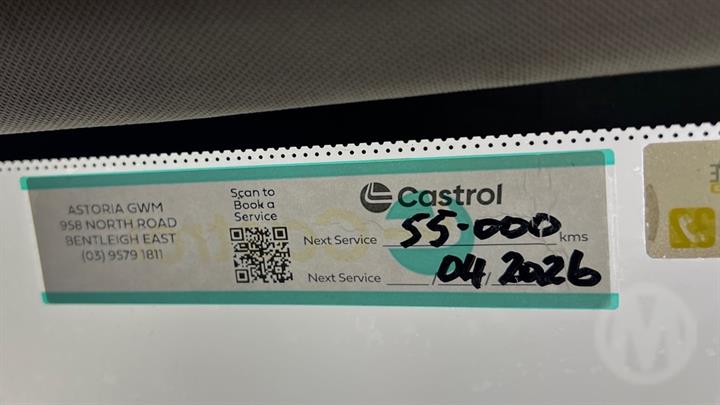 ASTORIA GWM
958 NORTH ROAD
BENTLEIGH EAST
(03) 9579 1811
Scan to
Book a
Service
Castrol
Next Service 55-000 kms
Next Service 04/2026